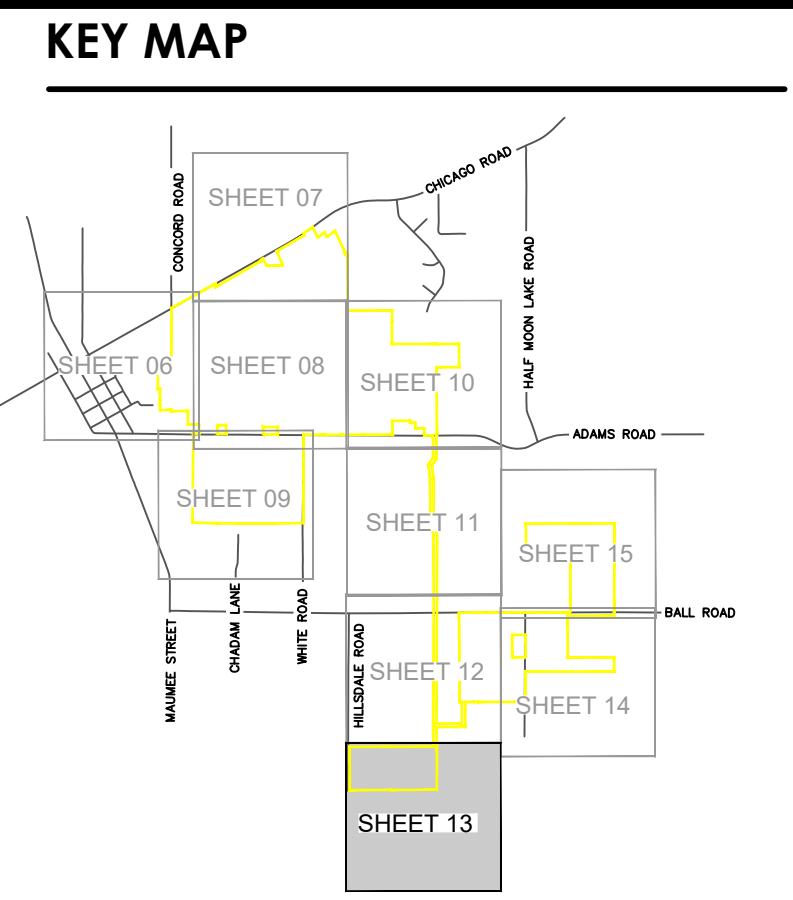 KEY MAP
CHICAGO ROAD
CONCORD ROAD
SHEET 07
HALF MOON LAKE ROAD
SHEET 06
SHEET 08
SHEET 10
ADAMS ROAD
SHEET 09
SHEET 11
SHEET 15
BALL ROAD
MAUMEE STREET
CHADAM LANE
WHITE ROAD
HILLSDALE ROAD
SHEET 12
SHEET 14
SHEET 13